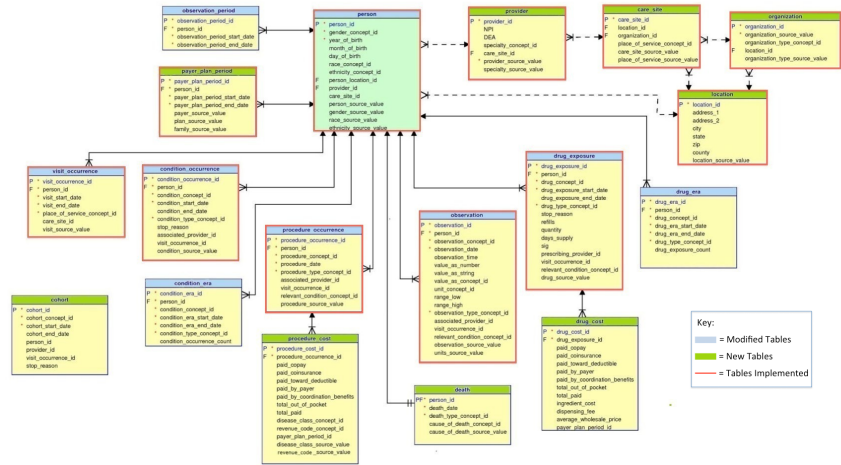 observation_period
P * observation_period_id
F * person_id
* observation_period_start_date
* observation_period_end_date
payer_plan_period
P * payer_plan_period_id
F * person_id
* payer_plan_period_start_date
* payer_plan_period_end_date
payer_source_value
plan_source_value
family_source_value
person
P * person_id
* gender_concept_id
* year_of_birth
month_of_birth
day_of_birth
race_concept_id
ethnicity_concept_id
F person_location_id
F provider_id
care_site_id
person_source_value
gender_source_value
race_source_value
ethnicity_source_value
provider
P * provider_id
NPI
DEA
specialty_concept_id
F care_site_id
* provider_source_value
specialty_source_value
care_site
P * care_site_id
F location_id
F organization_id
place_of_service_concept_id
care_site_source_value
place_of_service_source_value
organization
P * organization_id
* organization_source_value
organization_type_concept_id
F location_id
organization_type_source_value
location
P * location_id
address_1
address_2
city
state
zip
county
location_source_value
visit_occurrence
P * visit_occurrence_id
F * person_id
* visit_start_date
* visit_end_date
* place_of_service_concept_id
care_site_id
visit_source_value
condition_occurrence
P * condition_occurrence_id
F * person_id
* condition_concept_id
* condition_start_date
condition_end_date
* condition_type_concept_id
stop_reason
associated_provider_id
visit_occurrence_id
condition_source_value
procedure_occurrence
P * procedure_occurrence_id
F * person_id
* procedure_concept_id
* procedure_date
* procedure_type_concept_id
associated_provider_id
visit_occurrence_id
relevant_condition_concept_id
procedure_source_value
observation
P * observation_id
F * person_id
* observation_concept_id
* observation_date
observation_time
value_as_number
value_as_string
value_as_concept_id
unit_concept_id
range_low
range_high
* observation_type_concept_id
associated_provider_id
visit_occurrence_id
relevant_condition_concept_id
observation_source_value
units_source_value
drug_exposure
P * drug_exposure_id
F * person_id
* drug_concept_id
* drug_exposure_start_date
drug_exposure_end_date
* drug_type_concept_id
stop_reason
refills
quantity
days_supply
sig
prescribing_provider_id
visit_occurrence_id
relevant_condition_concept_id
drug_source_value
drug_era
P * drug_era_id
F * person_id
* drug_concept_id
* drug_era_start_date
* drug_era_end_date
* drug_type_concept_id
drug_exposure_count
cohort
P * cohort_id
* cohort_concept_id
* cohort_start_date
cohort_end_date
person_id
provider_id
visit_occurrence_id
stop_reason
condition_era
P * condition_era_id
F * person_id
* condition_concept_id
* condition_era_start_date
* condition_era_end_date
* condition_type_concept_id
condition_occurrence_count
procedure_cost
P * procedure_cost_id
F * procedure_occurrence_id
paid_copay
paid_coinsurance
paid_toward_deductible
paid_by_payer
paid_by_coordination_benefits
total_out_of_pocket
total_paid
disease_class_concept_id
revenue_code_concept_id
payer_plan_period_id
disease_class_source_value
revenue_code_source_value
death
PF* person_id
* death_date
* death_type_concept_id
cause_of_death_concept_id
cause_of_death_source_value
drug_cost
P * drug_cost_id
F * drug_exposure_id
paid_copay
paid_coinsurance
paid_toward_deductible
paid_by_payer
paid_by_coordination_benefits
total_out_of_pocket
total_paid
ingredient_cost
dispensing_fee
average_wholesale_price
payer_plan_period_id
Key:
= Modified Tables
= New Tables
= Tables Implemented